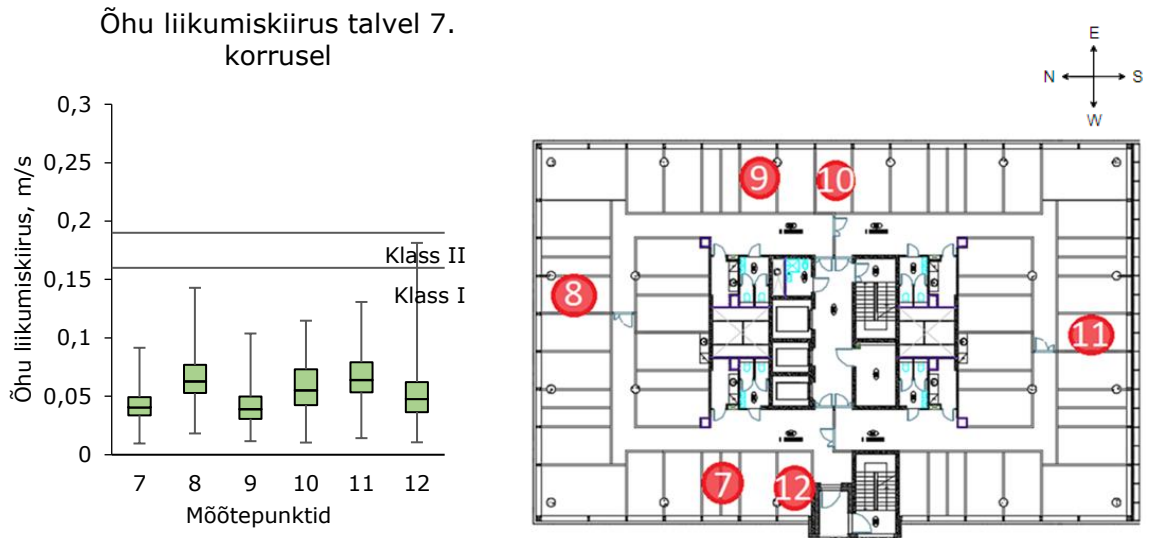 Õhu liikumiskiirus talvel 7.
korrusel
Õhu liikumiskiirus, m/s
0,3
0,25
0,2
0,15
0,1
0,05
0
Klass II
Klass I
7 8 9 10 11 12
Mõõtepunktid
E
N S
W
9 10
8
11
7 12